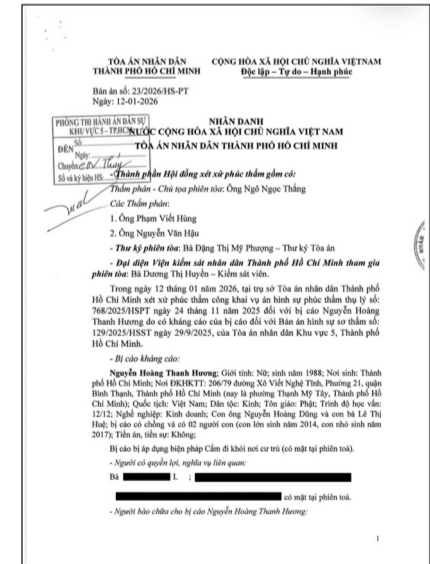 TÒA ÁN NHÂN DÂN
THÀNH PHỐ HỒ CHÍ MINH
CỘNG HÒA XÃ HỘI CHỦ NGHĨA VIỆT NAM
Độc lập – Tự do – Hạnh phúc
Bản án số: 23/2026/HS-PT
Ngày: 12-01-2026
PHÒNG THI HÀNH ÁN DÂN SỰ
KHU VỰC 5 - TP.HCM
ĐẾN
Số
Ngày:
Chuyển:
Số và ký hiệu HS:
NHÂN DANH
NƯỚC CỘNG HÒA XÃ HỘI CHỦ NGHĨA VIỆT NAM
TÒA ÁN NHÂN DÂN THÀNH PHỐ HỒ CHÍ MINH
- Thành phần Hội đồng xét xử phúc thẩm gồm có:
Thẩm phán - Chủ tọa phiên tòa: Ông Ngô Ngọc Thắng
Các Thẩm phán:
1. Ông Phạm Viết Hùng
2. Ông Nguyễn Văn Hậu
- Thư ký phiên tòa: Bà Đặng Thị Mỹ Phượng – Thư ký Tòa án
- Đại diện Viện kiểm sát nhân dân Thành phố Hồ Chí Minh tham gia
phiên tòa: Bà Dương Thị Huyền – Kiểm sát viên.
Trong ngày 12 tháng 01 năm 2026, tại trụ sở Tòa án nhân dân Thành phố
Hồ Chí Minh xét xử phúc thẩm công khai vụ án hình sự phúc thẩm thụ lý số:
768/2025/HSPT ngày 24 tháng 11 năm 2025 đối với bị cáo Nguyễn Hoàng
Thanh Hương do có kháng cáo của bị cáo đối với Bản án hình sự sơ thẩm số:
129/2025/HSST ngày 29/9/2025, của Tòa án nhân dân Khu vực 5, Thành phố
Hồ Chí Minh.
- Bị cáo kháng cáo:
Nguyễn Hoàng Thanh Hương; Giới tính: Nữ; sinh năm 1988; Nơi sinh: Thành
phố Hồ Chí Minh; Nơi ĐKHKTT: 206/79 đường Xô Viết Nghệ Tĩnh, Phường 21, quận
Bình Thạnh, Thành phố Hồ Chí Minh (nay là phường Thạnh Mỹ Tây, Thành phố Hồ
Chí Minh); Quốc tịch: Việt Nam; Dân tộc: Kinh; Tôn giáo: Phật; Trình độ học vấn:
12/12; Nghề nghiệp: Kinh doanh; Con ông Nguyễn Hoàng Dũng và con bà Lê Thị
Huệ; bị cáo có chồng và có 02 người con (con lớn sinh năm 2014, con nhỏ sinh năm
2017); Tiền án, tiền sự: Không;
Bị cáo bị áp dụng biện pháp Cấm đi khỏi nơi cư trú (có mặt tại phiên toà).
- Người có quyền lợi, nghĩa vụ liên quan:
Bà L :
có mặt tại phiên toà.
- Người bào chữa cho bị cáo Nguyễn Hoàng Thanh Hương:
1